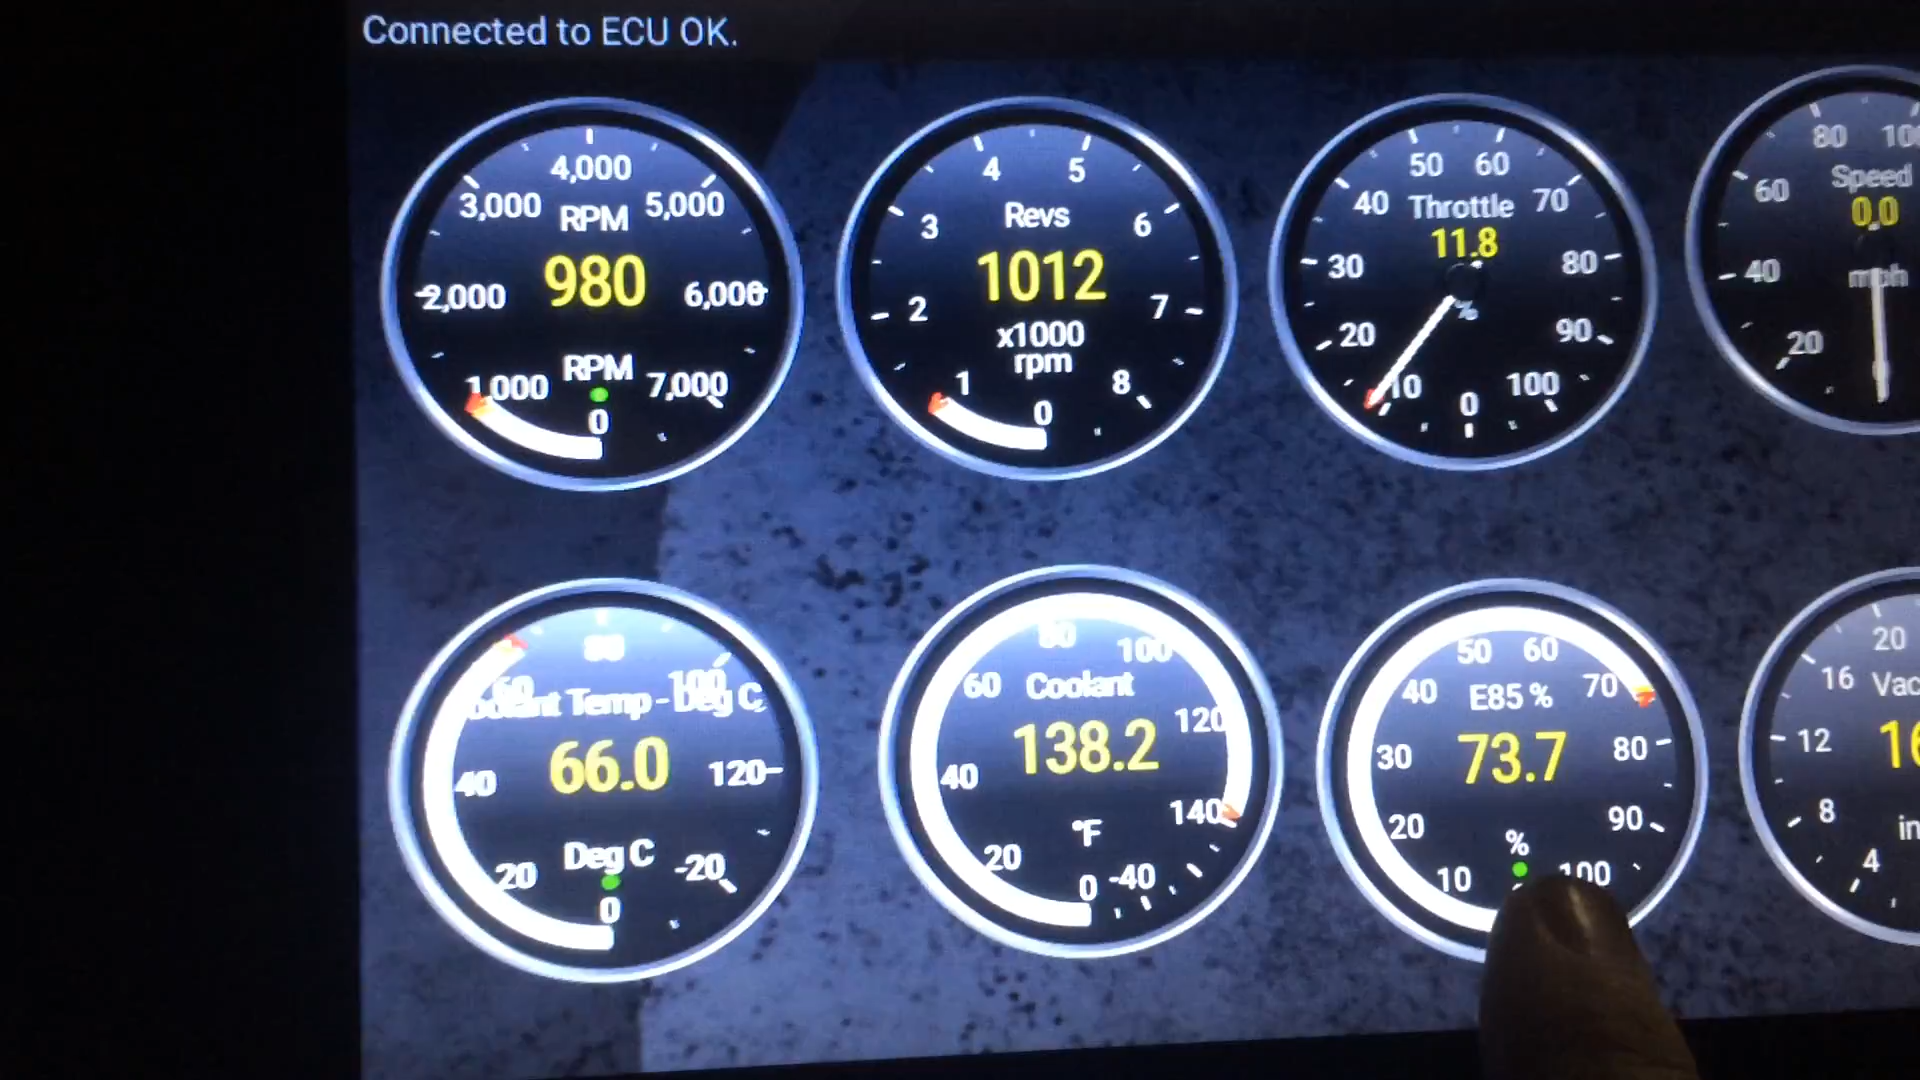 Connected to ECU OK.
4,000
3,000 RPM 5,000
2,000 980 6,000
1,000 RPM 7,000
0
4 5
3 Revs 6
1012
2 7
x1000
rpm
1 8
0
50 60
40 Throttle 70
11.8
30 80
%
20 90
10 0 100
80
Speed
60 0.0
40 mph
20
60 100
Temp - Deg C
66.0
40 120
Deg C
20 -20
0
80 100
60 Coolant
120
138.2
40
140
°F
20 0 -40
50 60
40 E85 % 70
73.7
30 80
20 90
%
10 100
20
16
12
8
4